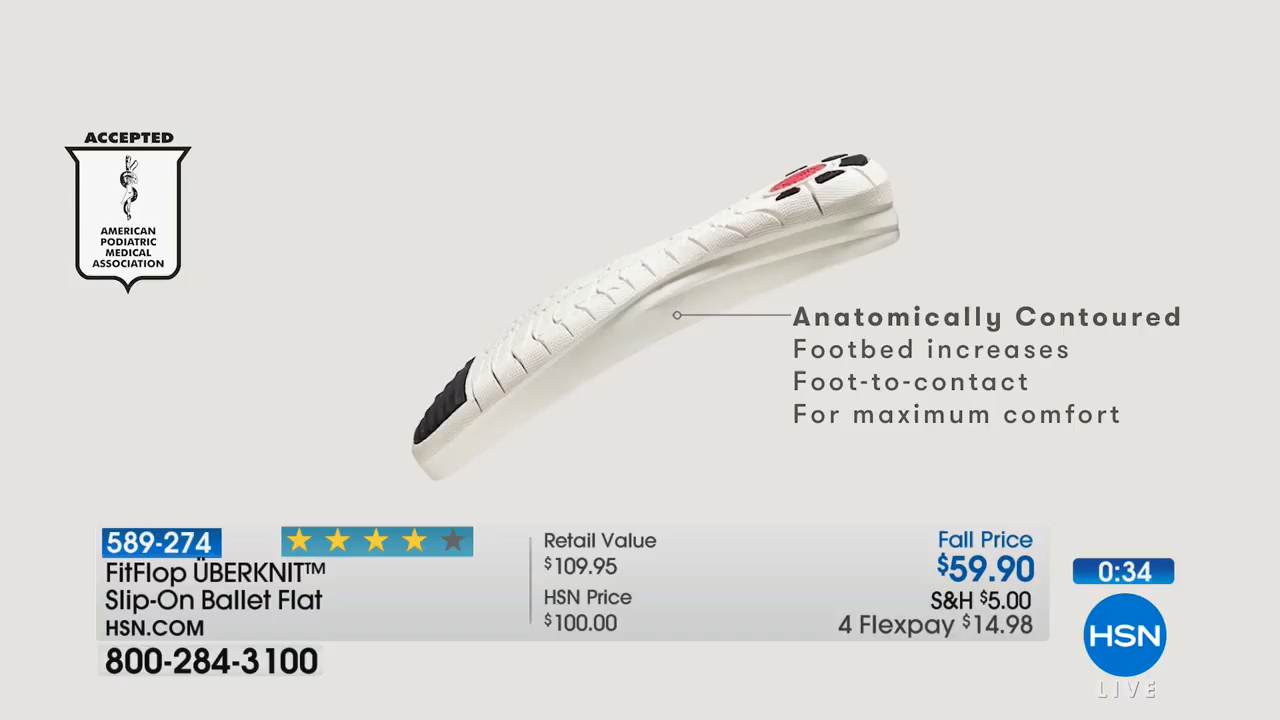 ACCEPTED
AMERICAN
PODIATRIC
MEDICAL
ASSOCIATION
Anatomically Contoured
Footbed increases
Foot-to-contact
For maximum comfort
589-274
FitFlop ÜBERKNIT™
Slip-On Ballet Flat
HSN.COM
800-284-3100
Retail Value
$109.95
HSN Price
$100.00
Fall Price
$59.90
S&H $5.00
4 Flexpay $14.98
0:34
HSN
LIVE